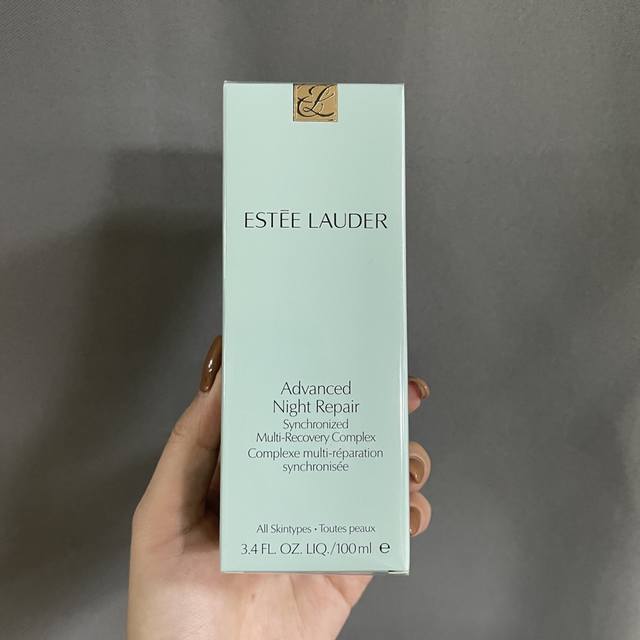 EL
ESTĒE LAUDER
Advanced
Night Repair
Synchronized
Multi-Recovery Complex
Complexe multi-réparation
synchronisée
All Skintypes • Toutes peaux
3.4 FL. OZ. LIQ./100 ml ℮